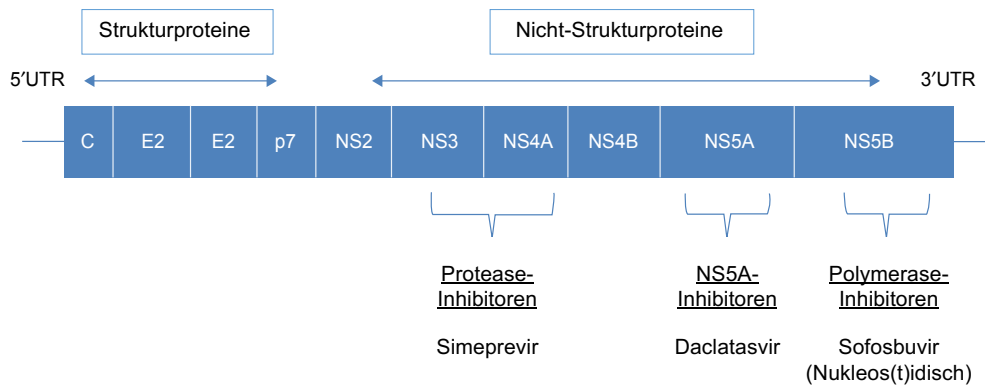 Strukturproteine
Nicht-Strukturproteine
5′UTR
3′UTR
C E2 E2 p7 NS2 NS3 NS4A NS4B NS5A NS5B
Protease-
Inhibitoren
Simeprevir
NS5A-
Inhibitoren
Daclatasvir
Polymerase-
Inhibitoren
Sofosbuvir
(Nukleos(t)idisch)